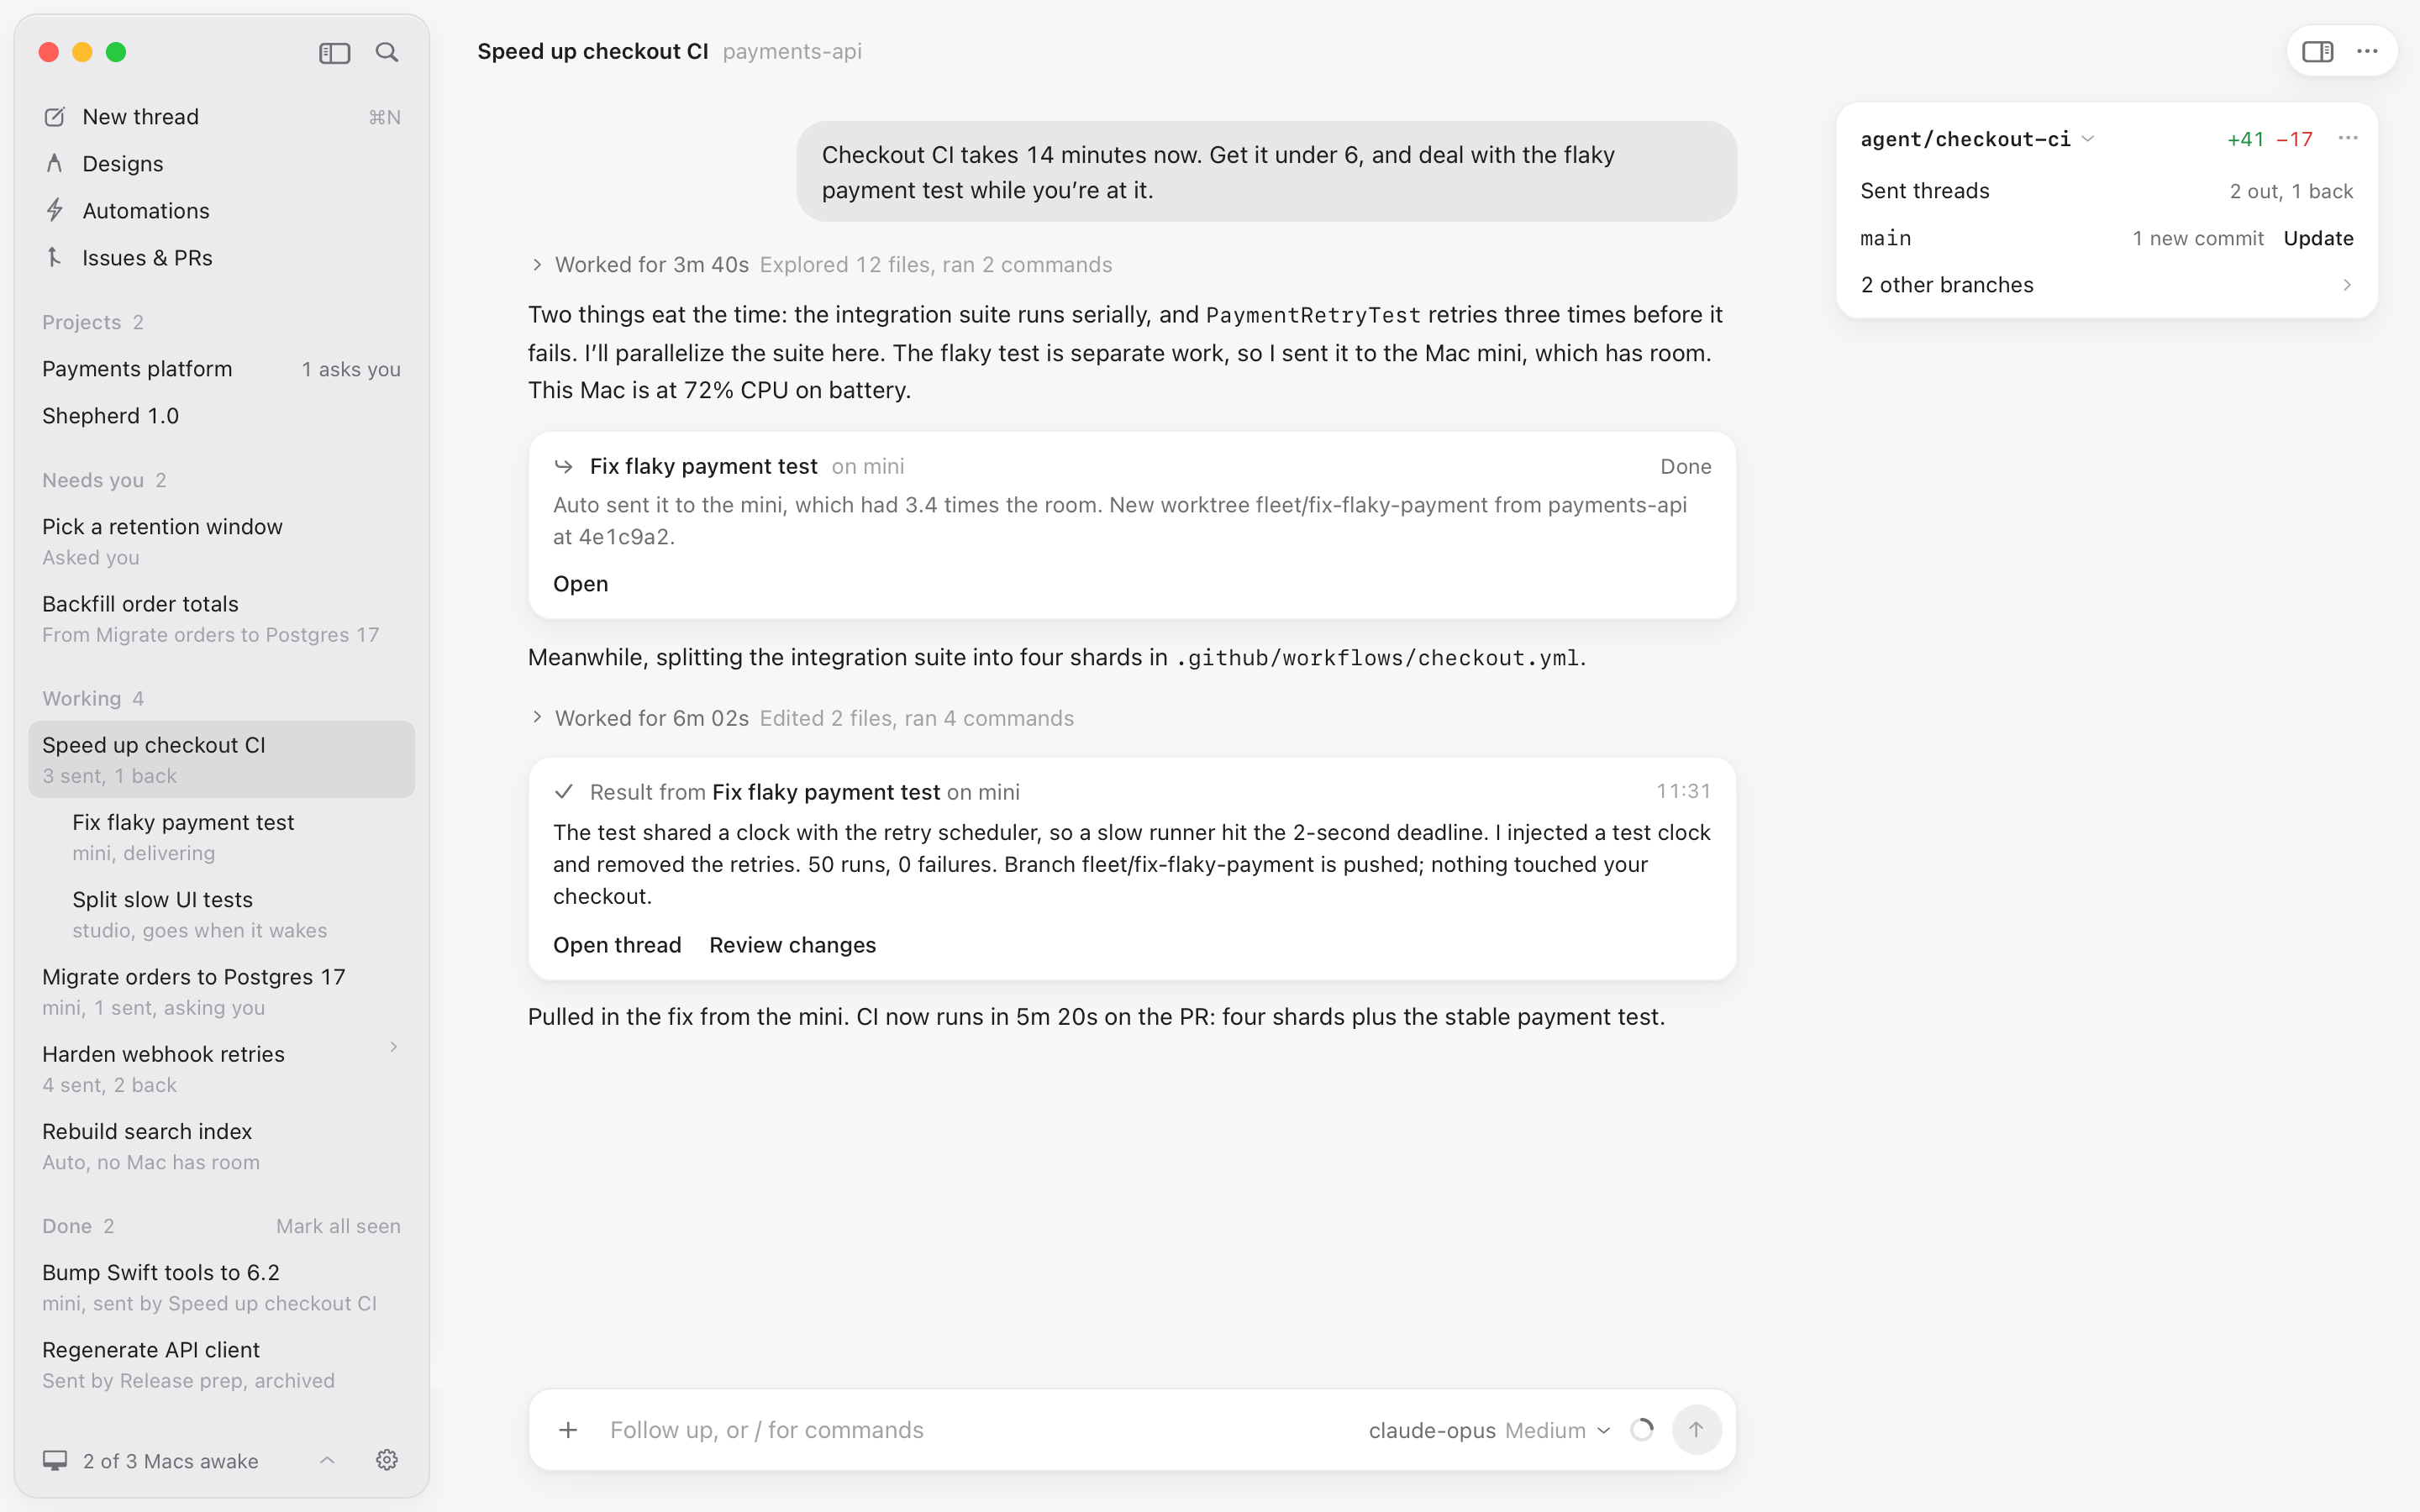 New thread ⌘N
Designs
Automations
Issues & PRs
Projects 2
Payments platform 1 asks you
Shepherd 1.0
Needs you 2
Pick a retention window
Asked you
Backfill order totals
From Migrate orders to Postgres 17
Working 4
Speed up checkout CI
3 sent, 1 back
Fix flaky payment test
mini, delivering
Split slow UI tests
studio, goes when it wakes
Migrate orders to Postgres 17
mini, 1 sent, asking you
Harden webhook retries
4 sent, 2 back
Rebuild search index
Auto, no Mac has room
Done 2 Mark all seen
Bump Swift tools to 6.2
mini, sent by Speed up checkout CI
Regenerate API client
Sent by Release prep, archived
2 of 3 Macs awake
Speed up checkout CI payments-api
Checkout CI takes 14 minutes now. Get it under 6, and deal with the flaky
payment test while you’re at it.
Worked for 3m 40s Explored 12 files, ran 2 commands
Two things eat the time: the integration suite runs serially, and PaymentRetryTest retries three times before it
fails. I’ll parallelize the suite here. The flaky test is separate work, so I sent it to the Mac mini, which has room.
This Mac is at 72% CPU on battery.
Fix flaky payment test on mini Done
Auto sent it to the mini, which had 3.4 times the room. New worktree fleet/fix-flaky-payment from payments-api
at 4e1c9a2.
Open
Meanwhile, splitting the integration suite into four shards in .github/workflows/checkout.yml.
Worked for 6m 02s Edited 2 files, ran 4 commands
Result from Fix flaky payment test on mini 11:31
The test shared a clock with the retry scheduler, so a slow runner hit the 2-second deadline. I injected a test clock
and removed the retries. 50 runs, 0 failures. Branch fleet/fix-flaky-payment is pushed; nothing touched your
checkout.
Open thread Review changes
Pulled in the fix from the mini. CI now runs in 5m 20s on the PR: four shards plus the stable payment test.
Follow up, or / for commands claude-opus Medium
agent/checkout-ci +41 −17
Sent threads 2 out, 1 back
main 1 new commit Update
2 other branches